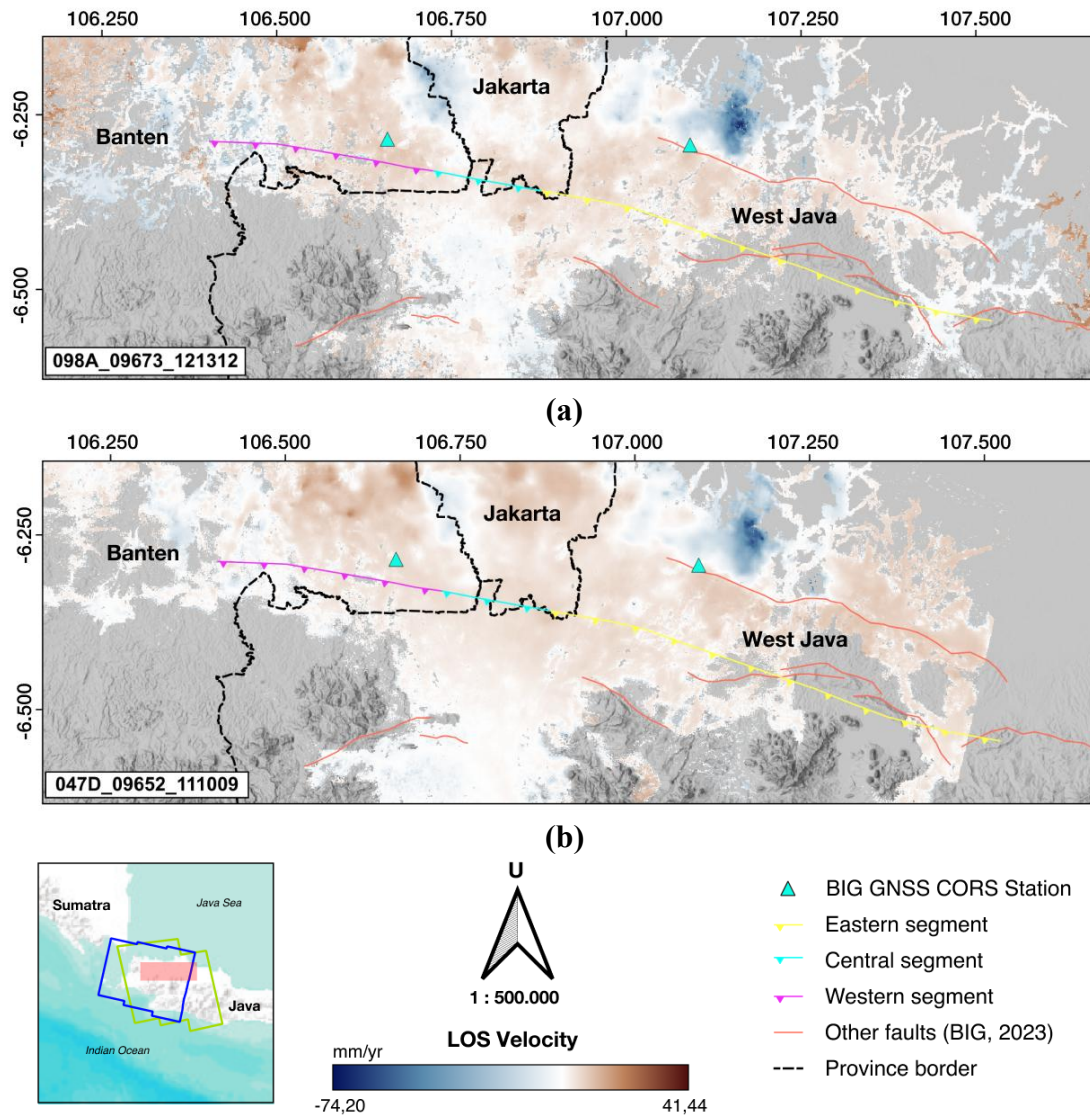 106.250 106.500 106.750 107.000 107.250 107.500
-6.250
-6.500
Jakarta
Banten
West Java
098A_09673_121312
(a)
106.250 106.500 106.750 107.000 107.250 107.500
-6.250
-6.500
Jakarta
Banten
West Java
047D_09652_111009
(b)
Sumatra
Java Sea
Java
Indian Ocean
U
1 : 500.000
LOS Velocity
mm/yr
-74,20 41,44
BIG GNSS CORS Station
Eastern segment
Central segment
Western segment
Other faults (BIG, 2023)
Province border